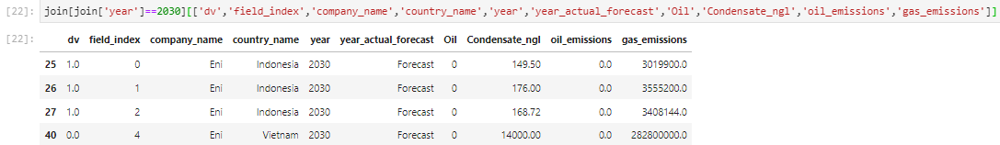 [22]: join[join['year']==2030][['dv','field_index','company_name','country_name','year','year_actual_forecast','Oil','Condensate_ngl','oil_emissions','gas_emissions']]
[22]: dv field_index company_name country_name year year_actual_forecast Oil Condensate_ngl oil_emissions gas_emissions
25 1.0 0 Eni Indonesia 2030 Forecast 0 149.50 0.0 3019900.0
26 1.0 1 Eni Indonesia 2030 Forecast 0 176.00 0.0 3555200.0
27 1.0 2 Eni Indonesia 2030 Forecast 0 168.72 0.0 3408144.0
40 0.0 4 Eni Vietnam 2030 Forecast 0 14000.00 0.0 282800000.0